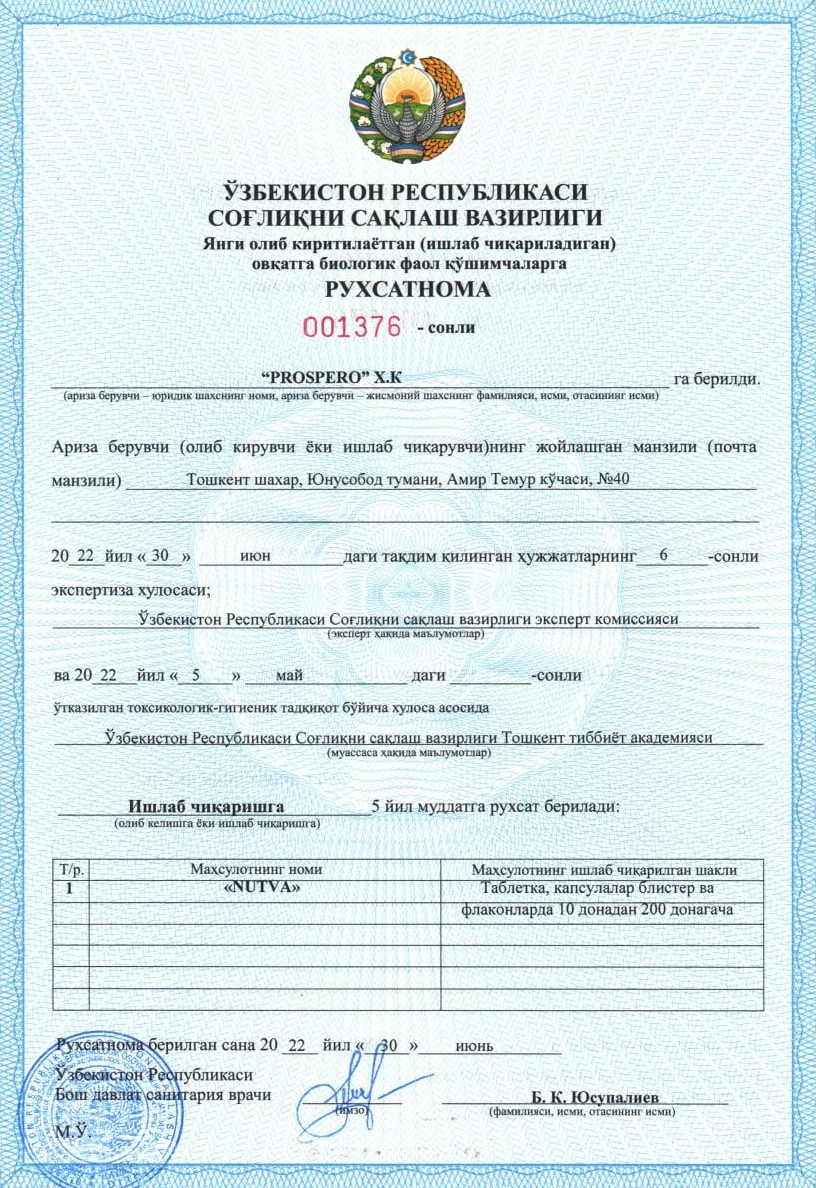 ЎЗБЕКИСТОН РЕСПУБЛИКАСИ
СОҒЛИҚНИ САҚЛАШ ВАЗИРЛИГИ
Янги олиб киритилаётган (ишлаб чиқариладиган)
овқатга биологик фаол қўшимчаларга
РУХСАТНОМА
001376 - сонли
“PROSPERO” Х.К га берилди.
(ариза берувчи – юридик шахснинг номи, ариза берувчи – жисмоний шахснинг фамилияси, исми, отасининг исми)
Ариза берувчи (олиб кирувчи ёки ишлаб чиқарувчи)нинг жойлашган манзили (почта
манзили) Тошкент шахар, Юнусобод тумани, Амир Темур кўчаси, №40
20 22 йил « 30 » июн даги тақдим қилинган ҳужжатларнинг 6 -сонли
экспертиза хулосаси;
Ўзбекистон Республикаси Соғлиқни сақлаш вазирлиги эксперт комиссияси
(эксперт ҳақида маълумотлар)
ва 20 22 йил « 5 » май даги -сонли
ўтказилган токсикологик-гигиеник тадқиқот бўйича хулоса асосида
Ўзбекистон Республикаси Соғлиқни сақлаш вазирлиги Тошкент тиббиёт академияси
(муассаса ҳақида маълумотлар)
Ишлаб чиқаришга 5 йил муддатга рухсат берилади:
(олиб келишга ёки ишлаб чиқаришга)
Т/р. Маҳсулотнинг номи Маҳсулотнинг ишлаб чиқарилган шакли
1 «NUTVA» Таблетка, капсулалар блистер ва
флаконларда 10 донадан 200 донагача
Рухсатнома берилган сана 20 22 йил « 30 » июнь
Ўзбекистон Республикаси
Бош давлат санитария врачи Б. К. Юсупалиев
(имзо) (фамилияси, исми, отасининг исми)
М.Ў.